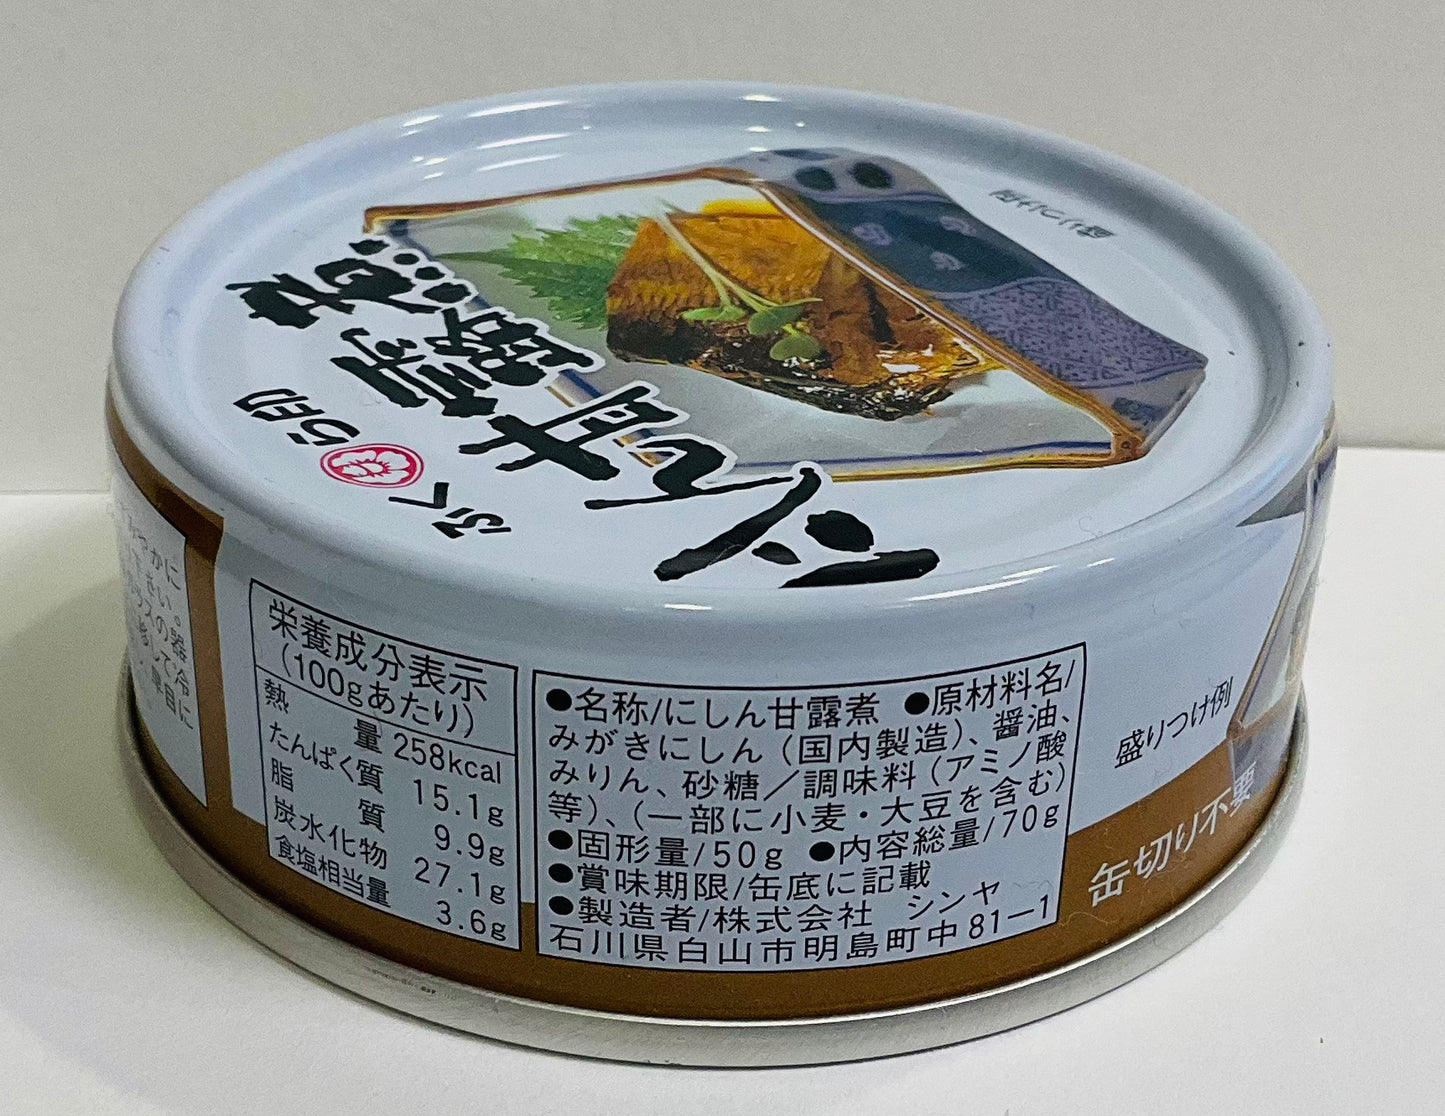 盛りつけ例
にしん甘露煮
ふくら印
栄養成分表示
(100gあたり)
熱量 258kcal
たんぱく質 15.1g
脂質 9.9g
炭水化物 27.1g
食塩相当量 3.6g
●名称/にしん甘露煮 ●原材料名/
みがきにしん（国内製造）、醤油、
みりん、砂糖／調味料（アミノ酸
等）、（一部に小麦・大豆を含む）
●固形量/50g ●内容総量/70g
●賞味期限/缶底に記載
●製造者/株式会社 シンヤ
石川県白山市明島町中81－1
盛りつけ例
缶切り不要